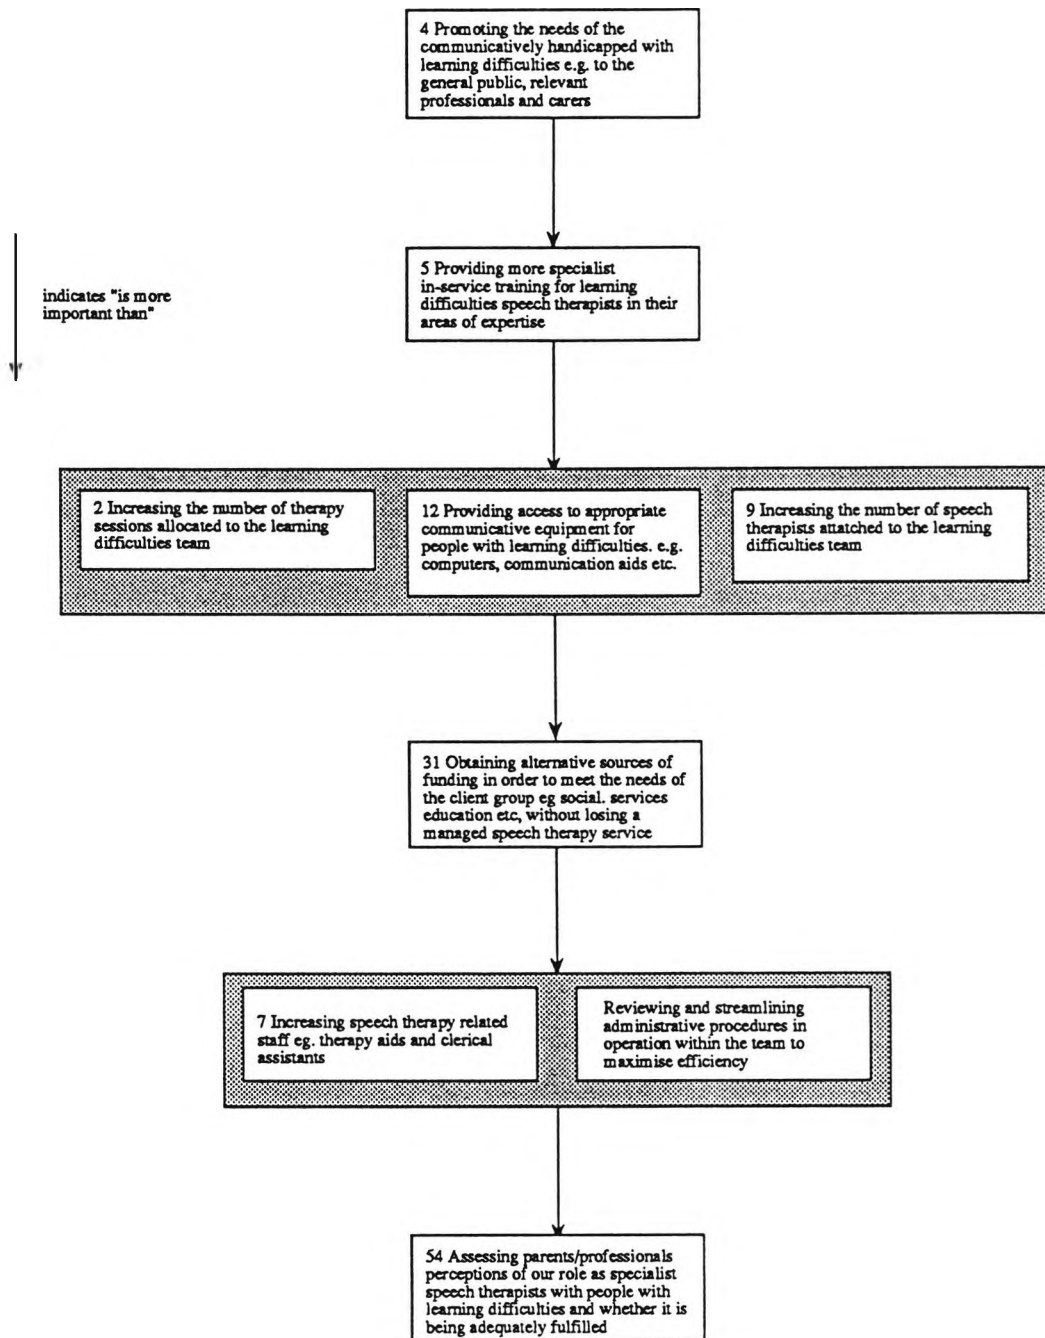 4 Promoting the needs of the
communicatively handicapped with
learning difficulties e.g. to the
general public, relevant
professionals and carers
indicates "is more
important than"
5 Providing more specialist
in-service training for learning
difficulties speech therapists in their
areas of expertise
2 Increasing the number of therapy
sessions allocated to the learning
difficulties team
12 Providing access to appropriate
communicative equipment for
people with learning difficulties. e.g.
computers, communication aids etc.
9 Increasing the number of speech
therapists attatched to the learning
difficulties team
31 Obtaining alternative sources of
funding in order to meet the needs of
the client group eg social. services
education etc, without losing a
managed speech therapy service
7 Increasing speech therapy related
staff eg. therapy aids and clerical
assistants
Reviewing and streamlining
administrative procedures in
operation within the team to
maximise efficiency
54 Assessing parents/professionals
perceptions of our role as specialist
speech therapists with people with
learning difficulties and whether it is
being adequately fulfilled